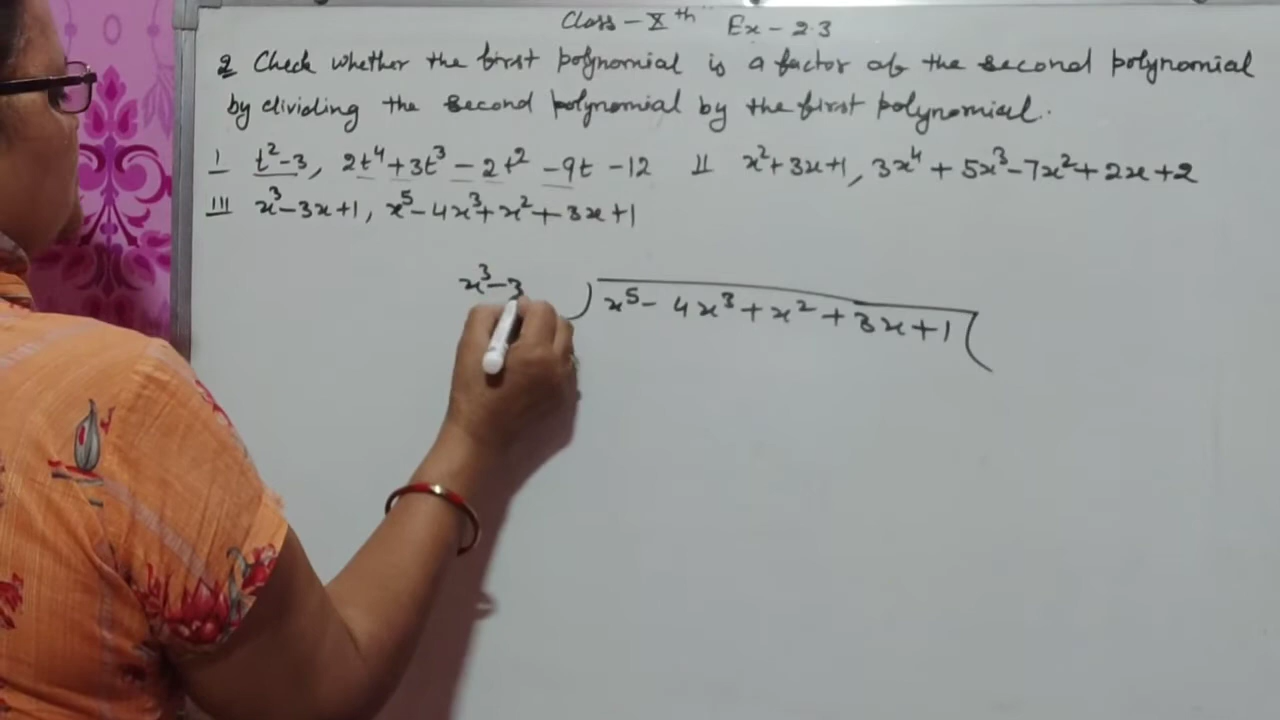 Class - Xth Ex - 2.3
Q Check whether the first polynomial is a factor of the second polynomial
by dividing the second polynomial by the first polynomial.
I t²-3, 2t⁴+3t³-2t²-9t-12 II x²+3x+1, 3x⁴+5x³-7x²+2x+2
III x³-3x+1, x⁵-4x³+x²+3x+1
x³-3 ) x⁵-4x³+x²+3x+1 (